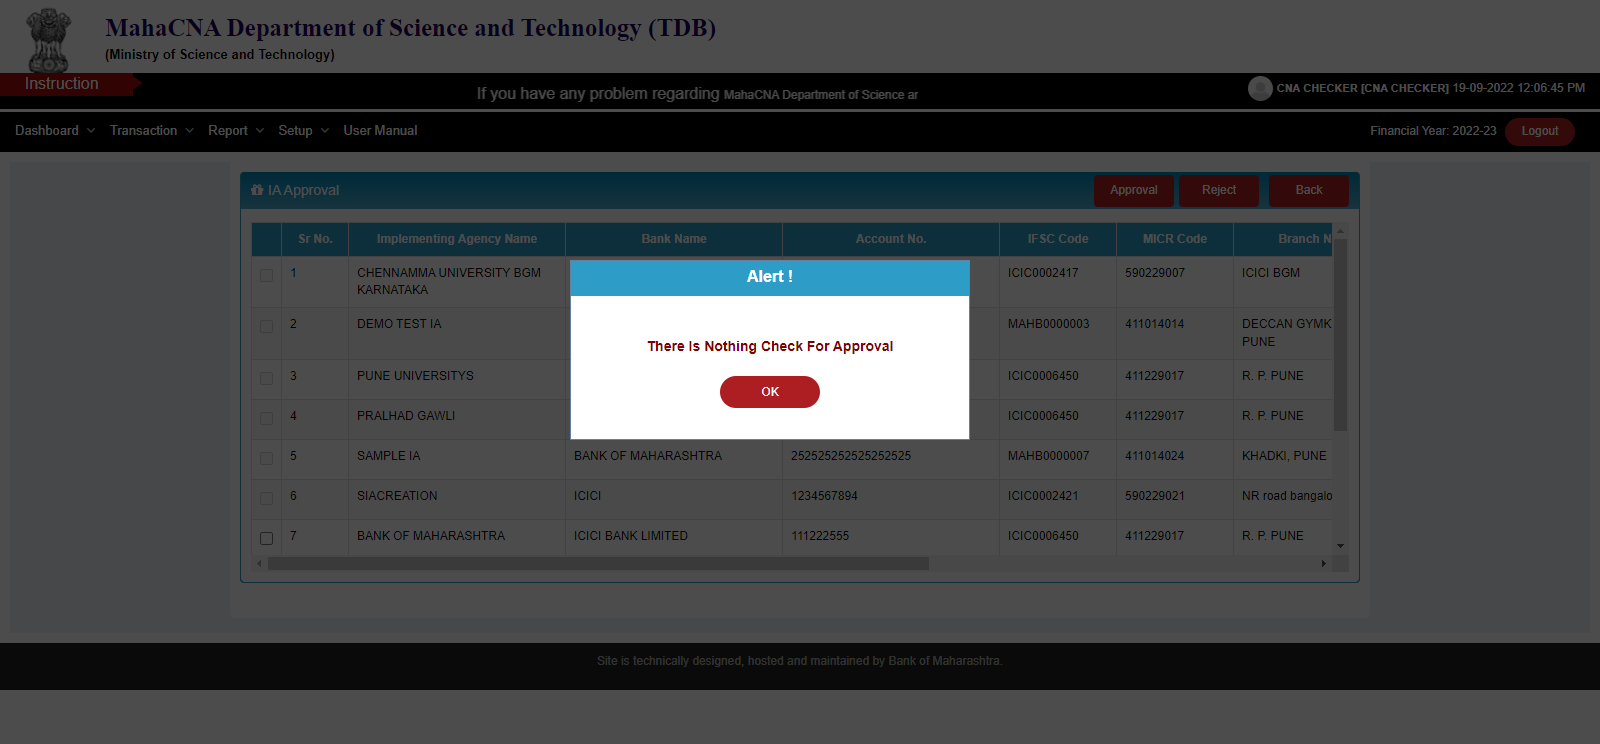 MahaCNA Department of Science and Technology (TDB)
(Ministry of Science and Technology)
Instruction
If you have any problem regarding MahaCNA Department of Science ar
CNA CHECKER [CNA CHECKER] 19-09-2022 12:06:45 PM
Dashboard Transaction Report Setup User Manual
Financial Year: 2022-23 Logout
IA Approval
Approval Reject Back
Sr No. Implementing Agency Name Bank Name Account No. IFSC Code MICR Code Branch N
1 CHENNAMMA UNIVERSITY BGM ICIC0002417 590229007 ICICI BGM
KARNATAKA
Alert !
2 DEMO TEST IA MAHB0000003 411014014 DECCAN GYMK
PUNE
There Is Nothing Check For Approval
3 PUNE UNIVERSITYS ICIC0006450 411229017 R. P. PUNE
OK
4 PRALHAD GAWLI ICIC0006450 411229017 R. P. PUNE
5 SAMPLE IA BANK OF MAHARASHTRA 252525252525252525 MAHB0000007 411014024 KHADKI, PUNE
6 SIACREATION ICICI 1234567894 ICIC0002421 590229021 NR road bangalo
7 BANK OF MAHARASHTRA ICICI BANK LIMITED 111222555 ICIC0006450 411229017 R. P. PUNE
Site is technically designed, hosted and maintained by Bank of Maharashtra.